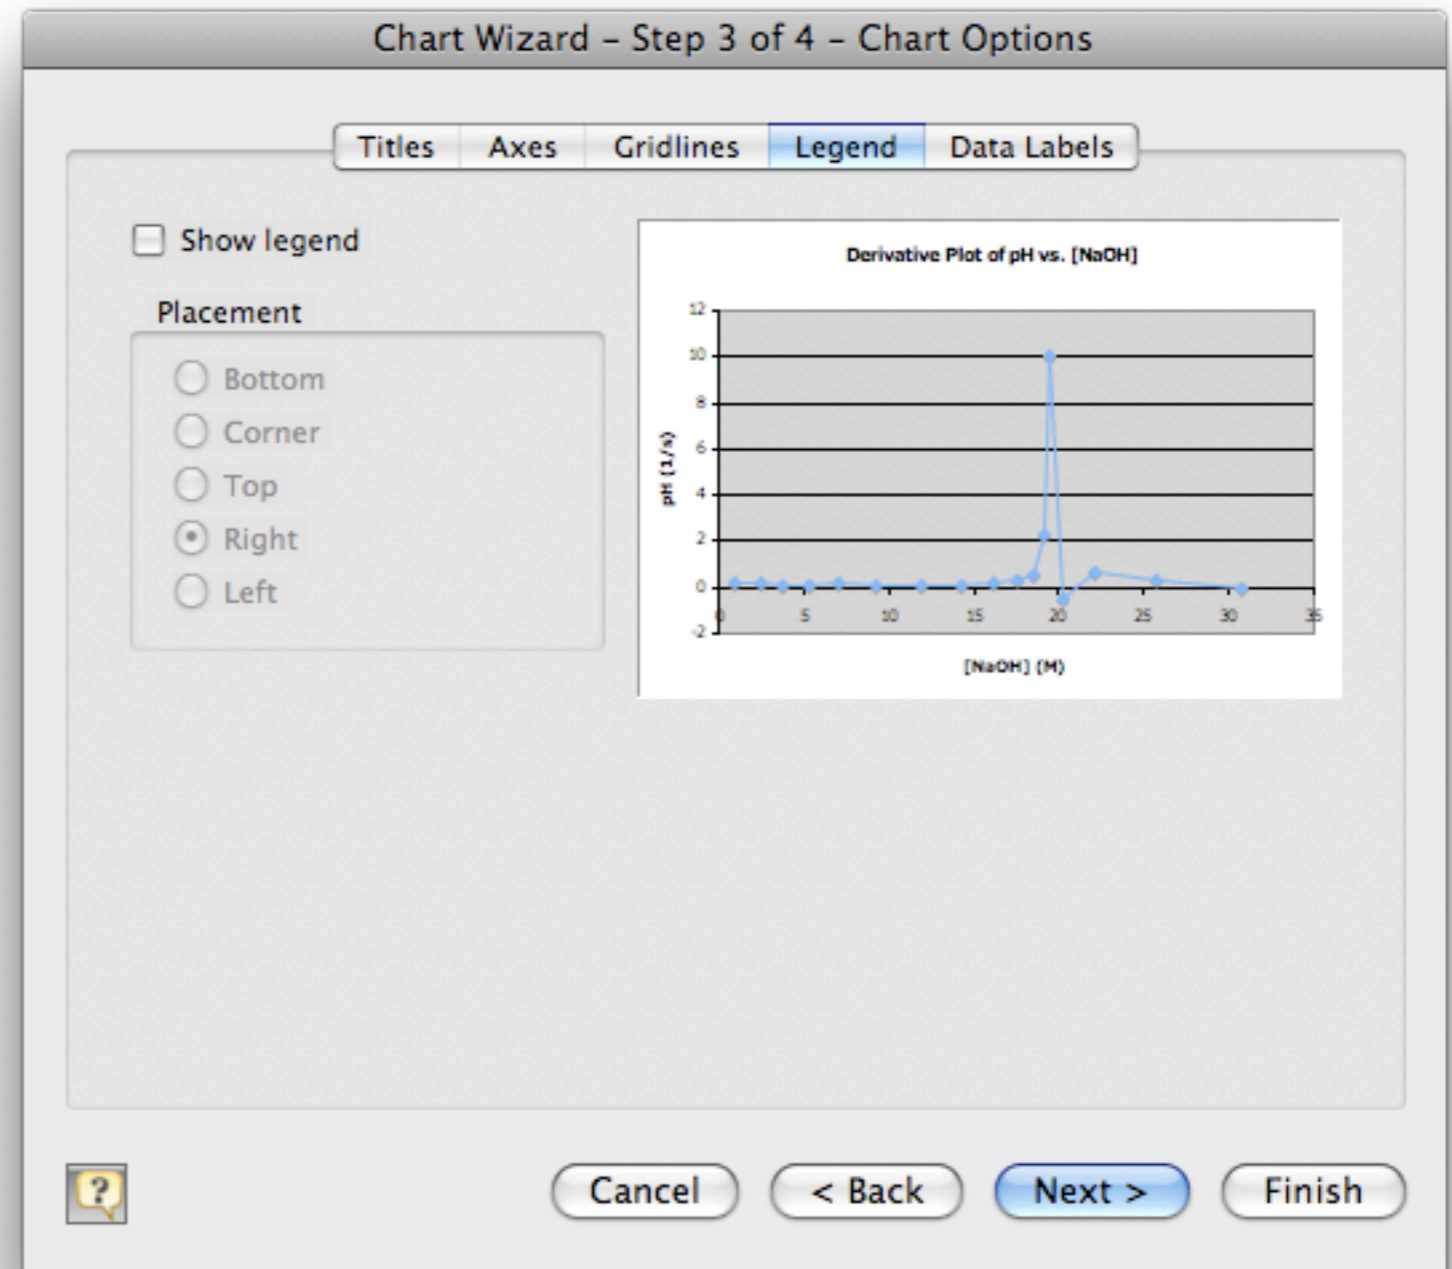 Chart Wizard – Step 3 of 4 – Chart Options
Titles Axes Gridlines Legend Data Labels
Show legend
Placement
Bottom
Corner
Top
Right
Left
Derivative Plot of pH vs. [NaOH]
12
10
8
6
4
2
0
-2
pH (1/s)
0 5 10 15 20 25 30 35
[NaOH] (M)
?
Cancel < Back Next > Finish